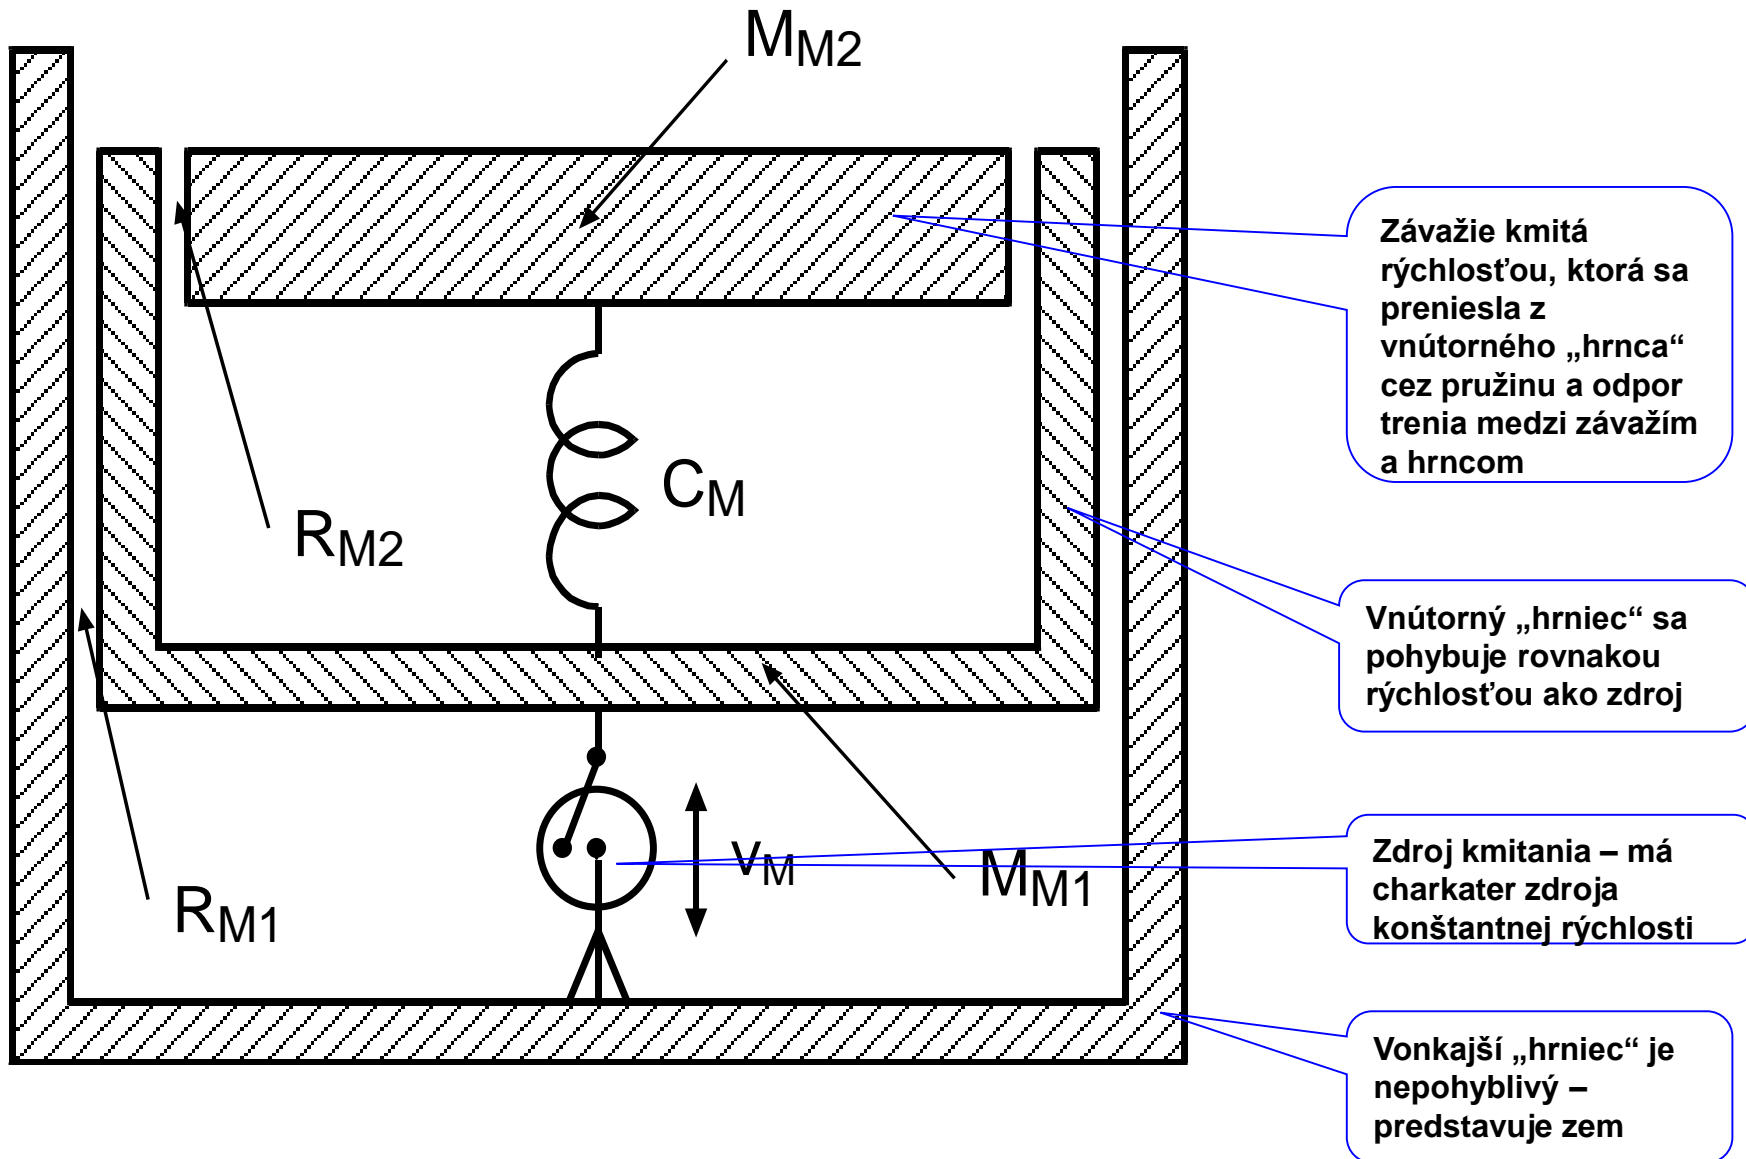 MM2
Závažie kmitá
rýchlosťou, ktorá sa
preniesla z
vnútorného „hrnca“
cez pružinu a odpor
trenia medzi závažím
a hrncom
CM
RM2
Vnútorný „hrniec“ sa
pohybuje rovnakou
rýchlosťou ako zdroj
vM
MM1
RM1
Zdroj kmitania – má
charkater zdroja
konštantnej rýchlosti
Vonkajší „hrniec“ je
nepohyblivý –
predstavuje zem